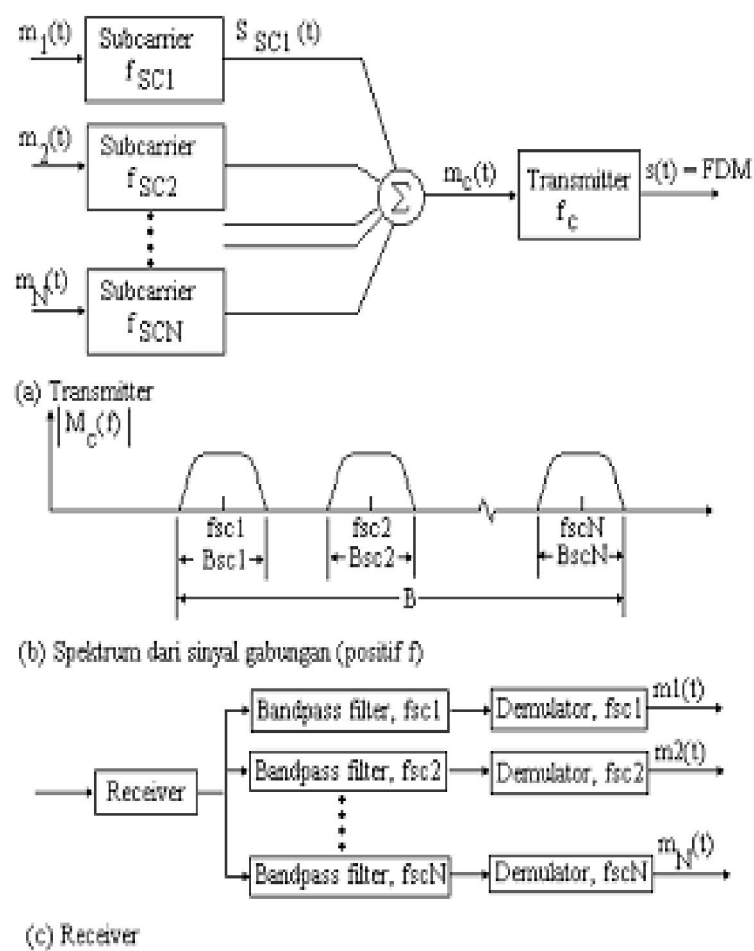 m1(t)
Subcarrier
fSC1
SSC1(t)
m2(t)
Subcarrier
fSC2
Σ
mc(t)
Transmitter
fc
s(t) = FDM
mN(t)
Subcarrier
fSCN
(a) Transmitter
|Mc(f)|
fsc1
fsc2
fscN
Bsc1
Bsc2
BscN
B
(b) Spektrum dari sinyal gabungan (positif f)
Receiver
Bandpass filter, fsc1
Demulator, fsc1
m1(t)
Bandpass filter, fsc2
Demulator, fsc2
m2(t)
Bandpass filter, fscN
Demulator, fscN
mN(t)
(c) Receiver